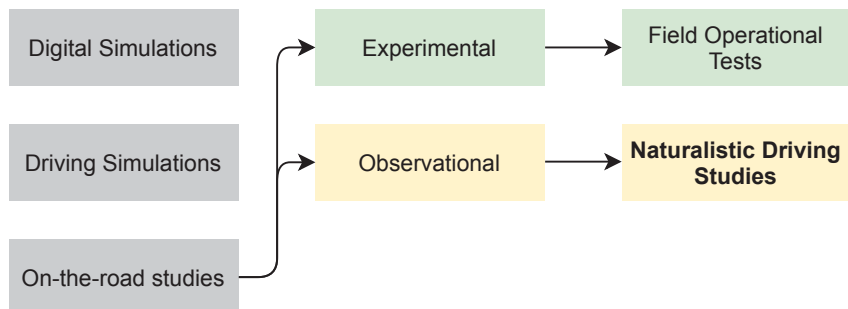 Digital Simulations
Experimental
Field Operational
Tests
Driving Simulations
Observational
Naturalistic Driving
Studies
On-the-road studies